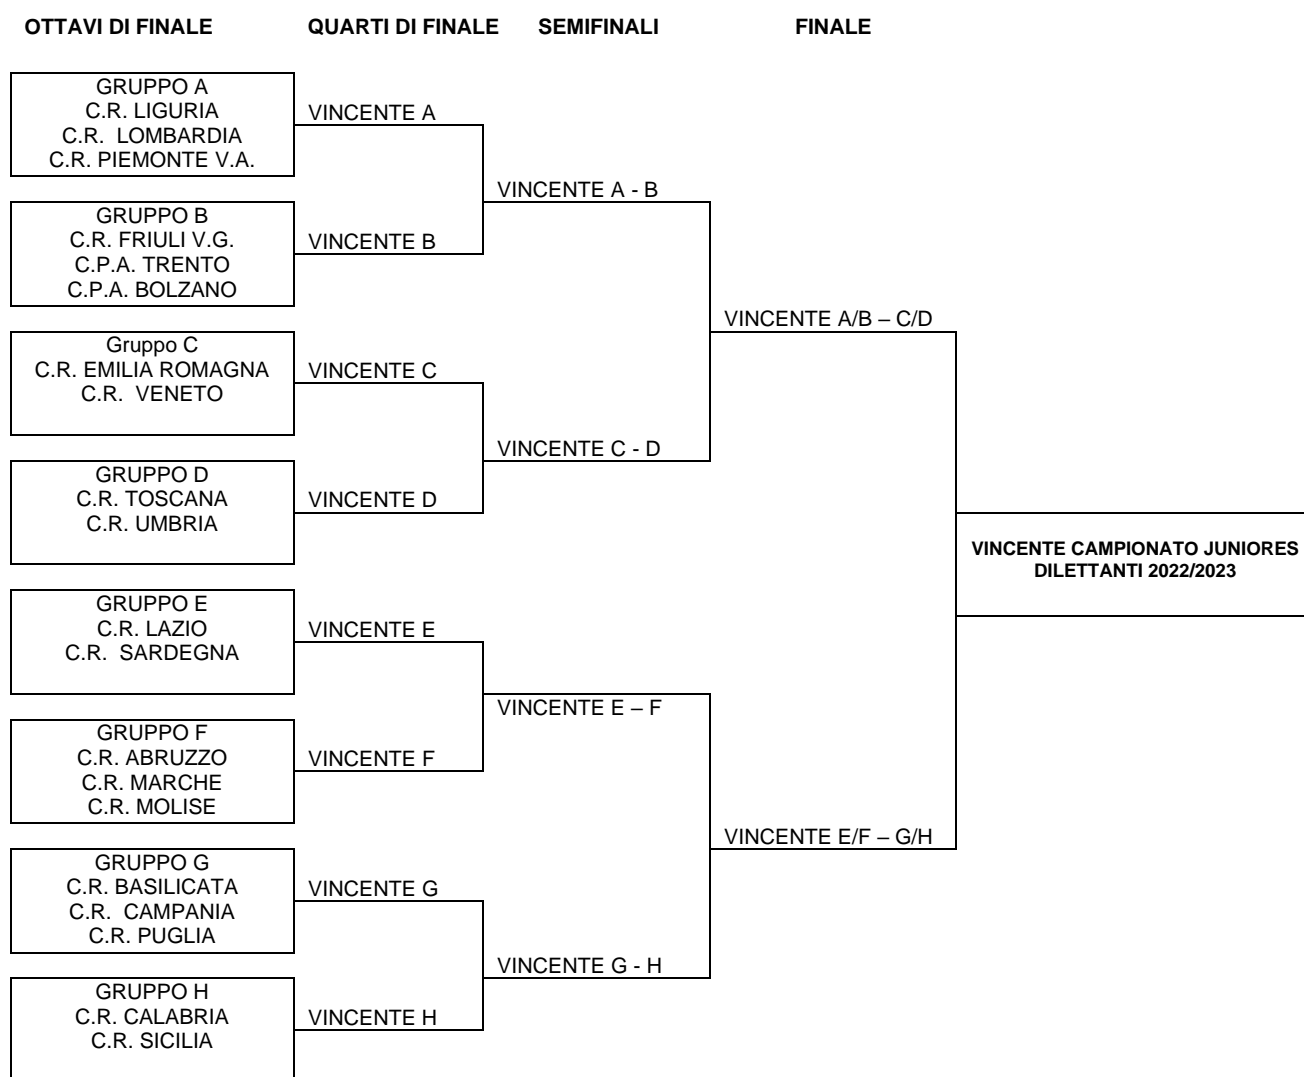 OTTAVI DI FINALE QUARTI DI FINALE SEMIFINALI FINALE
GRUPPO A
C.R. LIGURIA
C.R. LOMBARDIA
C.R. PIEMONTE V.A.
VINCENTE A
VINCENTE A - B
GRUPPO B
C.R. FRIULI V.G.
C.P.A. TRENTO
C.P.A. BOLZANO
VINCENTE B
VINCENTE A/B – C/D
Gruppo C
C.R. EMILIA ROMAGNA
C.R. VENETO
VINCENTE C
VINCENTE C - D
GRUPPO D
C.R. TOSCANA
C.R. UMBRIA
VINCENTE D
VINCENTE CAMPIONATO JUNIORES
DILETTANTI 2022/2023
GRUPPO E
C.R. LAZIO
C.R. SARDEGNA
VINCENTE E
VINCENTE E – F
GRUPPO F
C.R. ABRUZZO
C.R. MARCHE
C.R. MOLISE
VINCENTE F
VINCENTE E/F – G/H
GRUPPO G
C.R. BASILICATA
C.R. CAMPANIA
C.R. PUGLIA
VINCENTE G
VINCENTE G - H
GRUPPO H
C.R. CALABRIA
C.R. SICILIA
VINCENTE H